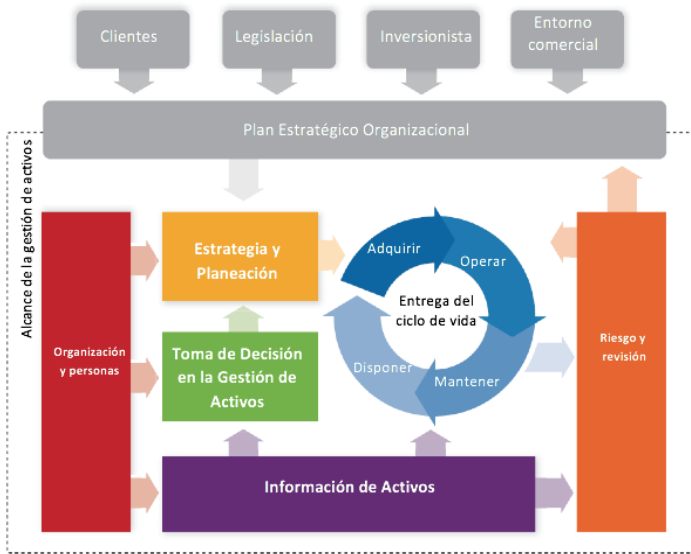 Clientes
Legislación
Inversionista
Entorno
comercial
Plan Estratégico Organizacional
Alcance de la gestión de activos
Estrategia y
Planeación
Adquirir
Operar
Entrega del
ciclo de vida
Organización
y personas
Toma de Decisión
en la Gestión de
Activos
Disponer
Mantener
Riesgo y
revisión
Información de Activos